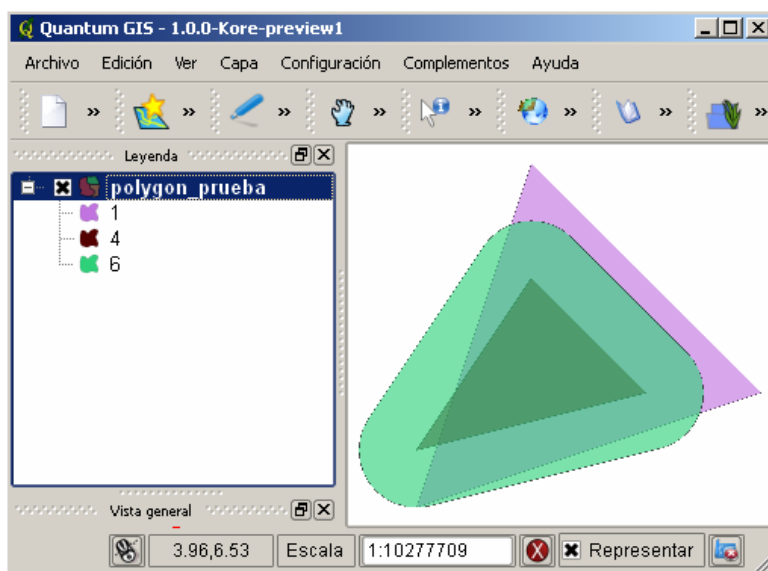 Quantum GIS - 1.0.0-Kore-preview1
Archivo Edición Ver Capa Configuración Complementos Ayuda
» » » » » » » »
Leyenda
polygon_prueba
1
4
6
Vista general
3.96,6.53 Escala 1:10277709 Representar